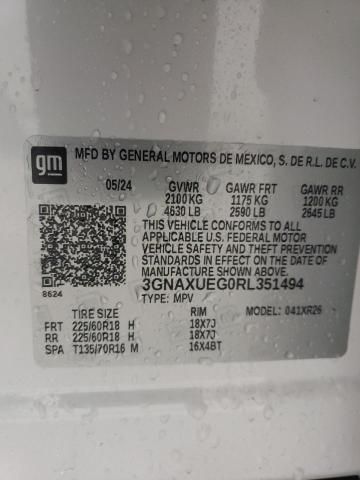 gm
MFD BY GENERAL MOTORS DE MEXICO, S. DE R.L. DE C.V.
05/24 GVWR GAWR FRT GAWR RR
2100 KG 1175 KG 1200 KG
4630 LB 2590 LB 2645 LB
THIS VEHICLE CONFORMS TO ALL
APPLICABLE U.S. FEDERAL MOTOR
VEHICLE SAFETY AND THEFT PREVENTION
STANDARDS IN EFFECT ON THE DATE OF
MANUFACTURE SHOWN ABOVE.
8624 3GNAXUEG0RL351494
TYPE: MPV
TIRE SIZE RIM MODEL: 041XR26
FRT 225/60R18 H 18X7J
RR 225/60R18 H 18X7J
SPA T135/70R16 M 16X4BT